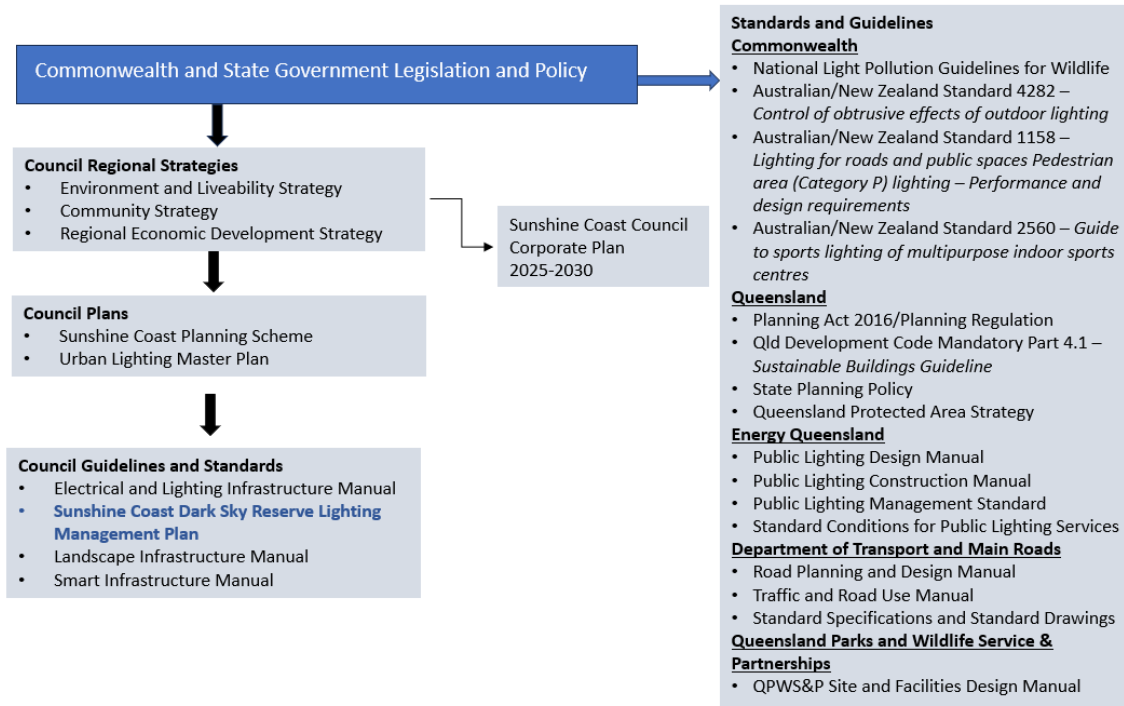 Commonwealth and State Government Legislation and Policy
Council Regional Strategies
• Environment and Liveability Strategy
• Community Strategy
• Regional Economic Development Strategy
Sunshine Coast Council
Corporate Plan
2025-2030
Council Plans
• Sunshine Coast Planning Scheme
• Urban Lighting Master Plan
Council Guidelines and Standards
• Electrical and Lighting Infrastructure Manual
• Sunshine Coast Dark Sky Reserve Lighting
Management Plan
• Landscape Infrastructure Manual
• Smart Infrastructure Manual
Standards and Guidelines
Commonwealth
• National Light Pollution Guidelines for Wildlife
• Australian/New Zealand Standard 4282 –
Control of obtrusive effects of outdoor lighting
• Australian/New Zealand Standard 1158 –
Lighting for roads and public spaces Pedestrian
area (Category P) lighting – Performance and
design requirements
• Australian/New Zealand Standard 2560 – Guide
to sports lighting of multipurpose indoor sports
centres
Queensland
• Planning Act 2016/Planning Regulation
• Qld Development Code Mandatory Part 4.1 –
Sustainable Buildings Guideline
• State Planning Policy
• Queensland Protected Area Strategy
Energy Queensland
• Public Lighting Design Manual
• Public Lighting Construction Manual
• Public Lighting Management Standard
• Standard Conditions for Public Lighting Services
Department of Transport and Main Roads
• Road Planning and Design Manual
• Traffic and Road Use Manual
• Standard Specifications and Standard Drawings
Queensland Parks and Wildlife Service &
Partnerships
• QPWS&P Site and Facilities Design Manual